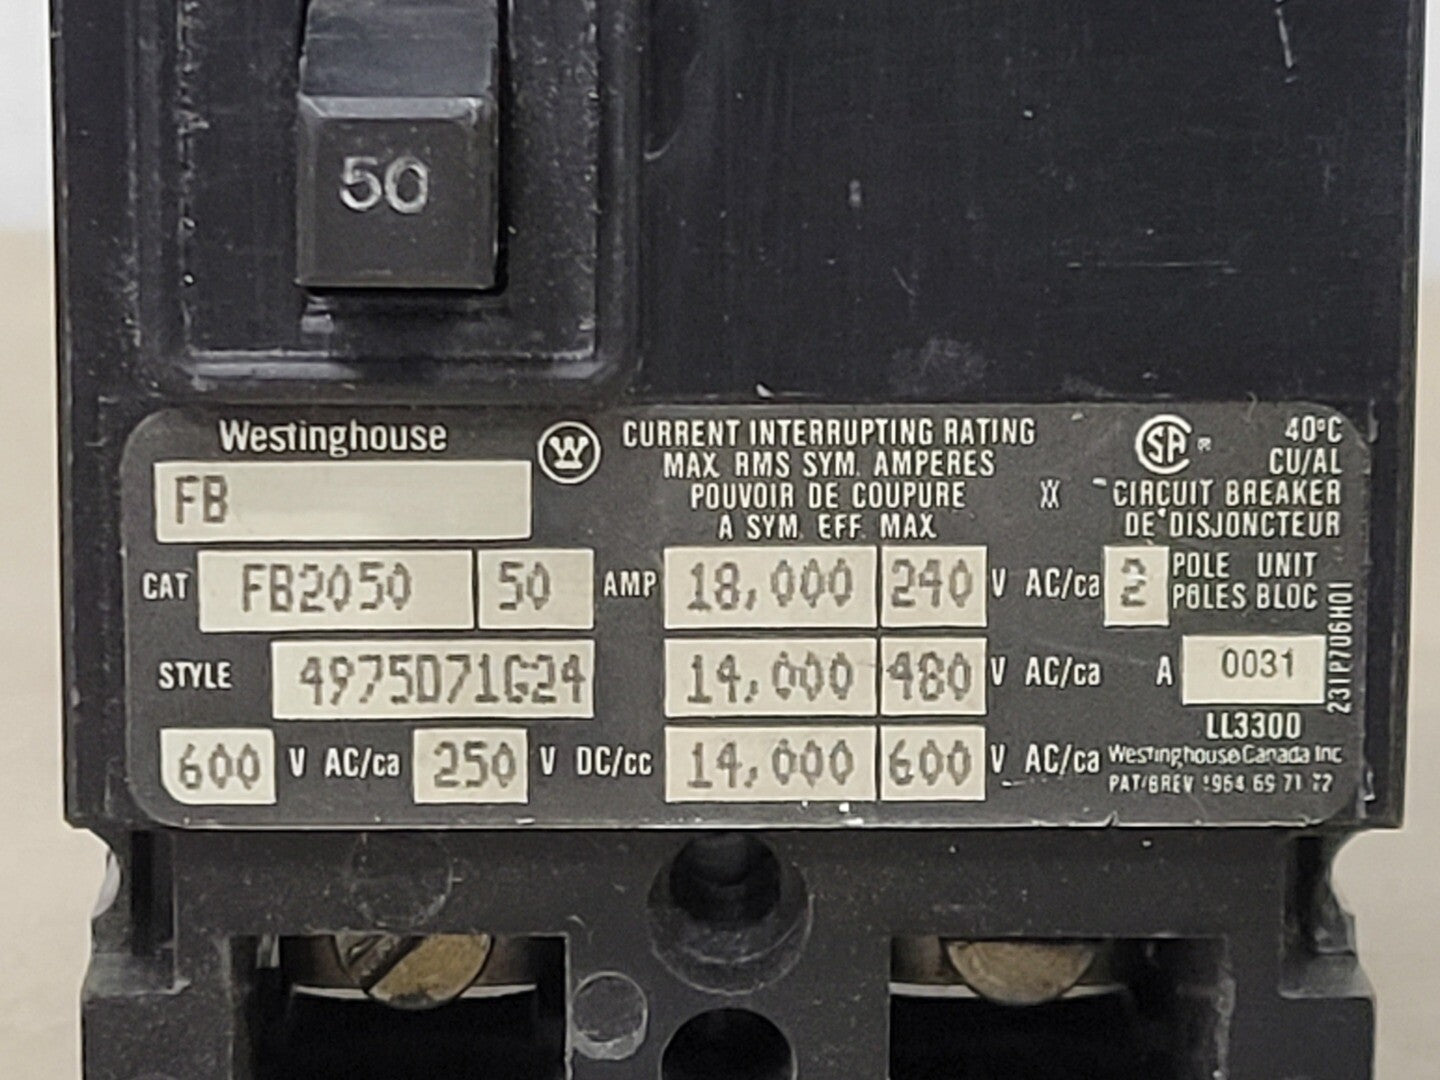 50
Westinghouse
W
CURRENT INTERRUPTING RATING
MAX. RMS SYM. AMPERES
POUVOIR DE COUPURE
A SYM. EFF. MAX.
SA ®
40°C
CU/AL
CIRCUIT BREAKER
DE DISJONCTEUR
FB
CAT FB2050 50 AMP 18,000 240 V AC/ca 2 POLE UNIT
PÔLES BLOC
STYLE 4975D71G24 14,000 480 V AC/ca A 0031
231P706H01
LL3300
600 V AC/ca 250 V DC/cc 14,000 600 V AC/ca
Westinghouse Canada Inc
PAT/BREV 1964 69 71 72